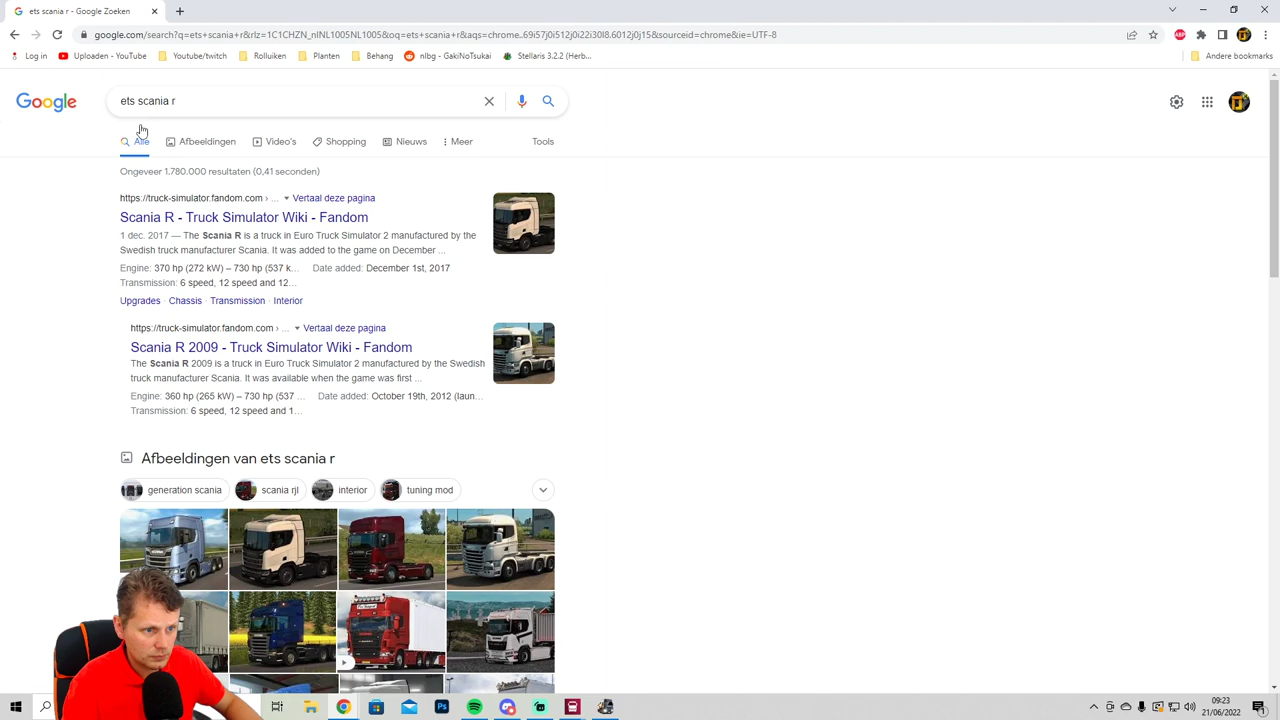 ets scania r - Google Zoeken
google.com/search?q=ets+scania+r&rlz=1C1CHZN_nlNL1005NL1005&oq=ets+scania+r&aqs=chrome..69i57j0i512j0i22i30l8.6012j0j15&sourceid=chrome&ie=UTF-8
Log in
Uploaden - YouTube
Youtube/twitch
Rolluiken
Planten
Behang
nlbg - GakiNoTsukai
Stellaris 3.2.2 (Herb...
Andere bookmarks
Google
ets scania r
Alle
Afbeeldingen
Video's
Shopping
Nieuws
Meer
Tools
Ongeveer 1.780.000 resultaten (0,41 seconden)
https://truck-simulator.fandom.com › ... Vertaal deze pagina
Scania R - Truck Simulator Wiki - Fandom
1 dec. 2017 — The Scania R is a truck in Euro Truck Simulator 2 manufactured by the
Swedish truck manufacturer Scania. It was added to the game on December ...
Engine: 370 hp (272 kW) – 730 hp (537 k... Date added: December 1st, 2017
Transmission: 6 speed, 12 speed and 12...
Upgrades · Chassis · Transmission · Interior
https://truck-simulator.fandom.com › ... Vertaal deze pagina
Scania R 2009 - Truck Simulator Wiki - Fandom
The Scania R 2009 is a truck in Euro Truck Simulator 2 manufactured by the Swedish
truck manufacturer Scania. It was available when the game was first ...
Engine: 360 hp (265 kW) – 730 hp (537 ... Date added: October 19th, 2012 (laun...
Transmission: 6 speed, 12 speed and 1...
Afbeeldingen van ets scania r
generation scania
scania rjl
interior
tuning mod
09:23
21/06/2022